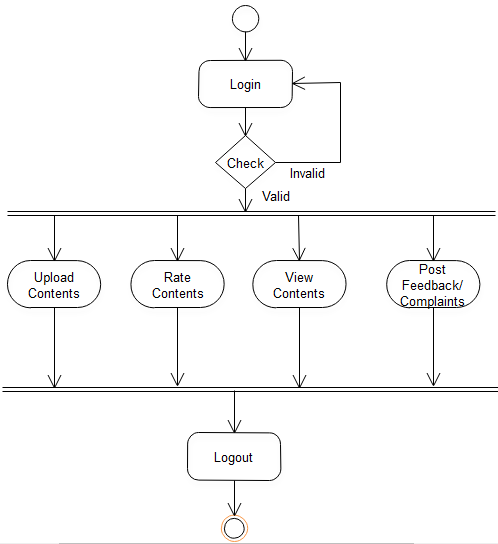 Login
Check
Invalid
Valid
Upload
Contents
Rate
Contents
View
Contents
Post
Feedback/
Complaints
Logout